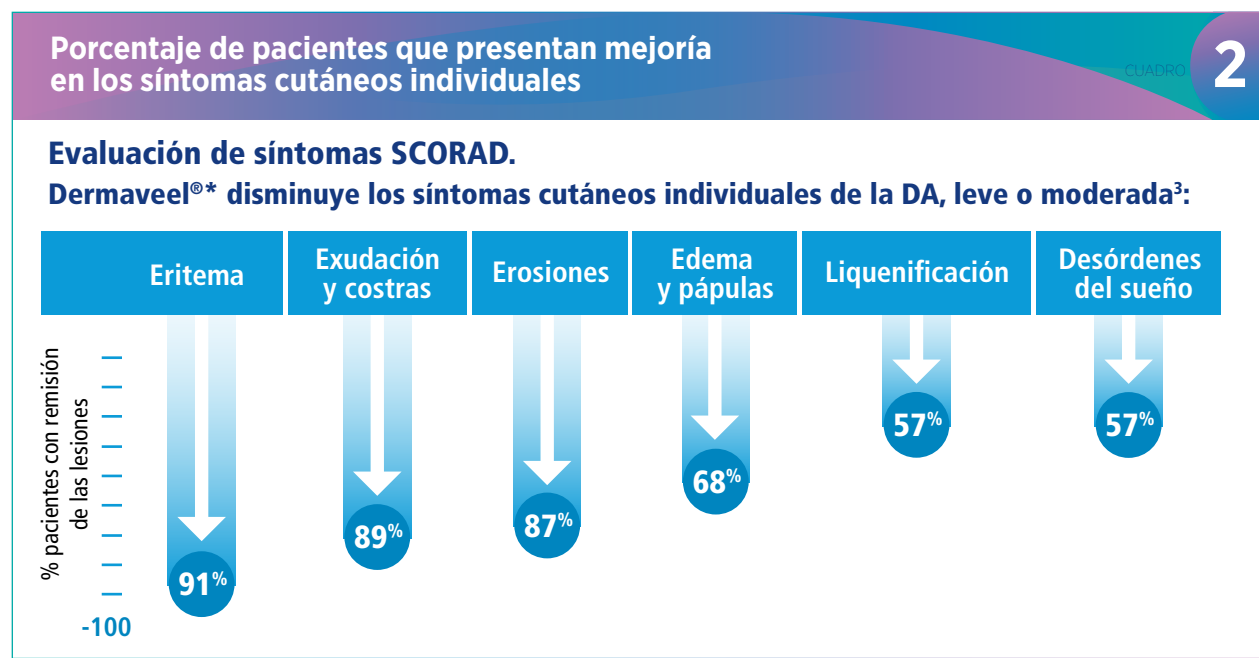 Porcentaje de pacientes que presentan mejoría
en los síntomas cutáneos individuales
CUADRO 2
Evaluación de síntomas SCORAD.
Dermaveel®* disminuye los síntomas cutáneos individuales de la DA, leve o moderada³:
Eritema
Exudación
y costras
Erosiones
Edema
y pápulas
Liquenificación
Desórdenes
del sueño
% pacientes con remisión
de las lesiones
-100
91%
89%
87%
68%
57%
57%